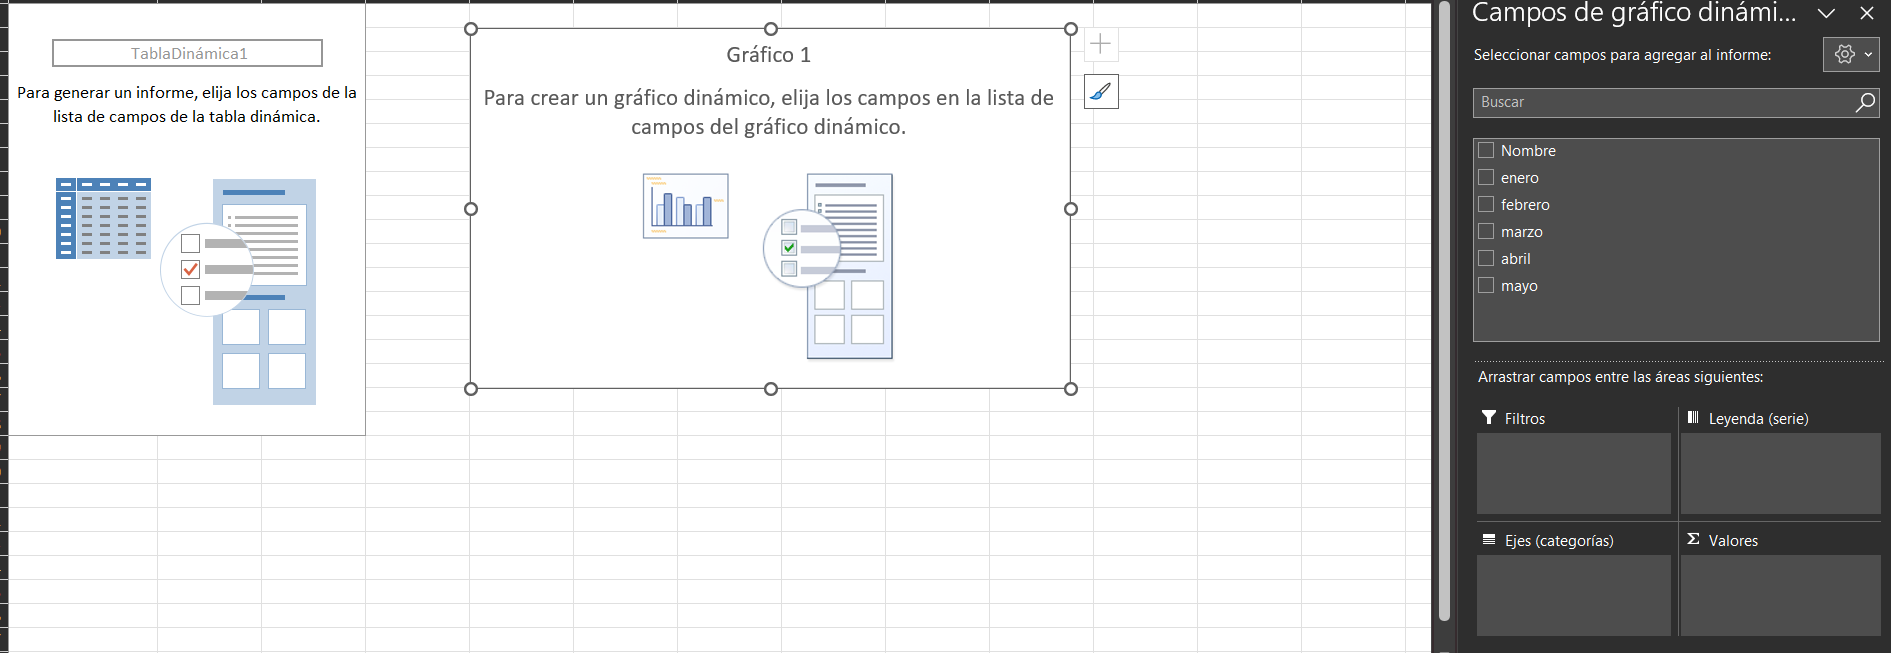 TablaDinámica1
Para generar un informe, elija los campos de la
lista de campos de la tabla dinámica.
Gráfico 1
Para crear un gráfico dinámico, elija los campos en la lista de
campos del gráfico dinámico.
Campos de gráfico dinámi...
Seleccionar campos para agregar al informe:
Buscar
Nombre
enero
febrero
marzo
abril
mayo
Arrastrar campos entre las áreas siguientes:
Filtros
Leyenda (serie)
Ejes (categorías)
Σ Valores